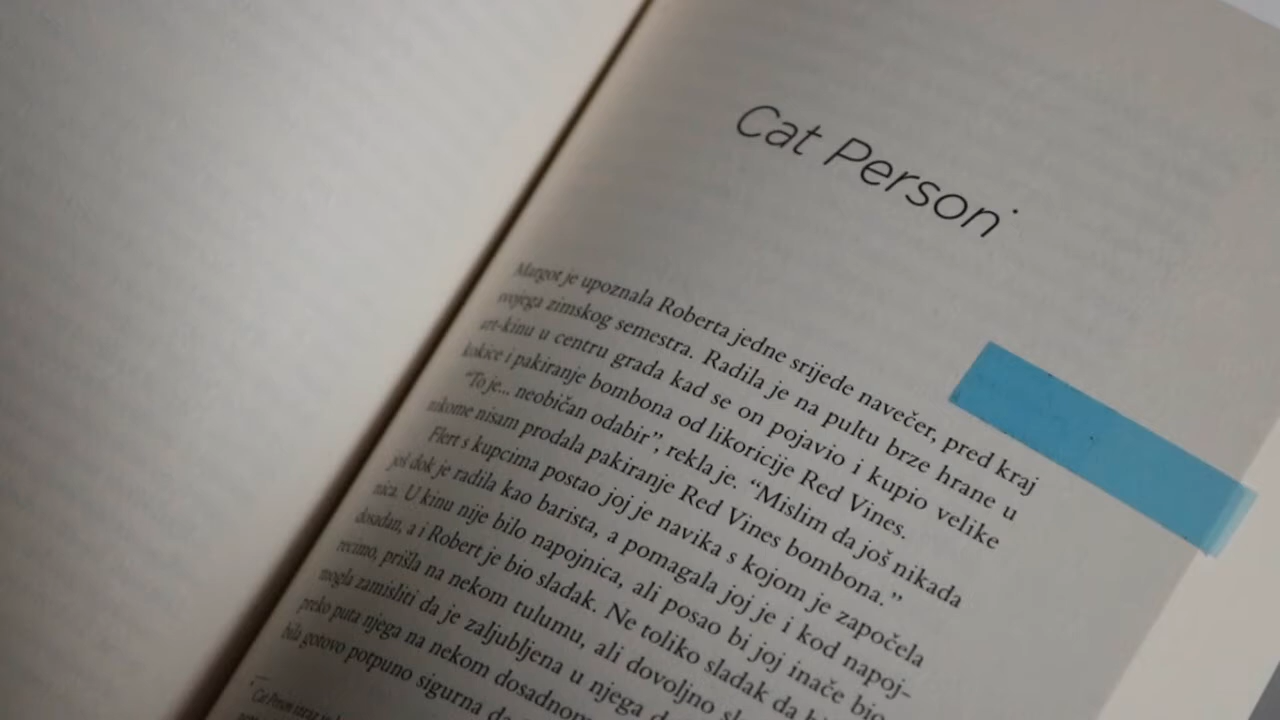 Cat Person*
Margot je upoznala Roberta jedne srijede navečer, pred kraj
svojega zimskog semestra. Radila je na pultu brze hrane u
art-kinu u centru grada kad se on pojavio i kupio velike
kokice i pakiranje bombona od likoricije Red Vines.
“To je... neobičan odabir”, rekla je. “Mislim da još nikada
nikome nisam prodala pakiranje Red Vines bombona.”
Flert s kupcima postao joj je navika s kojom je započela
još dok je radila kao barista, a pomagala joj je i kod napoj-
nica. U kinu nije bilo napojnica, ali posao bi joj inače bio
dosadan, a i Robert je bio sladak. Ne toliko sladak da bi
recimo, prišla na nekom tulumu, ali dovoljno
mogla zamisliti da je zaljubljena u njega
preko puta njega na nekom dosadnom
bila gotovo potpuno sigurna
* Cat Person